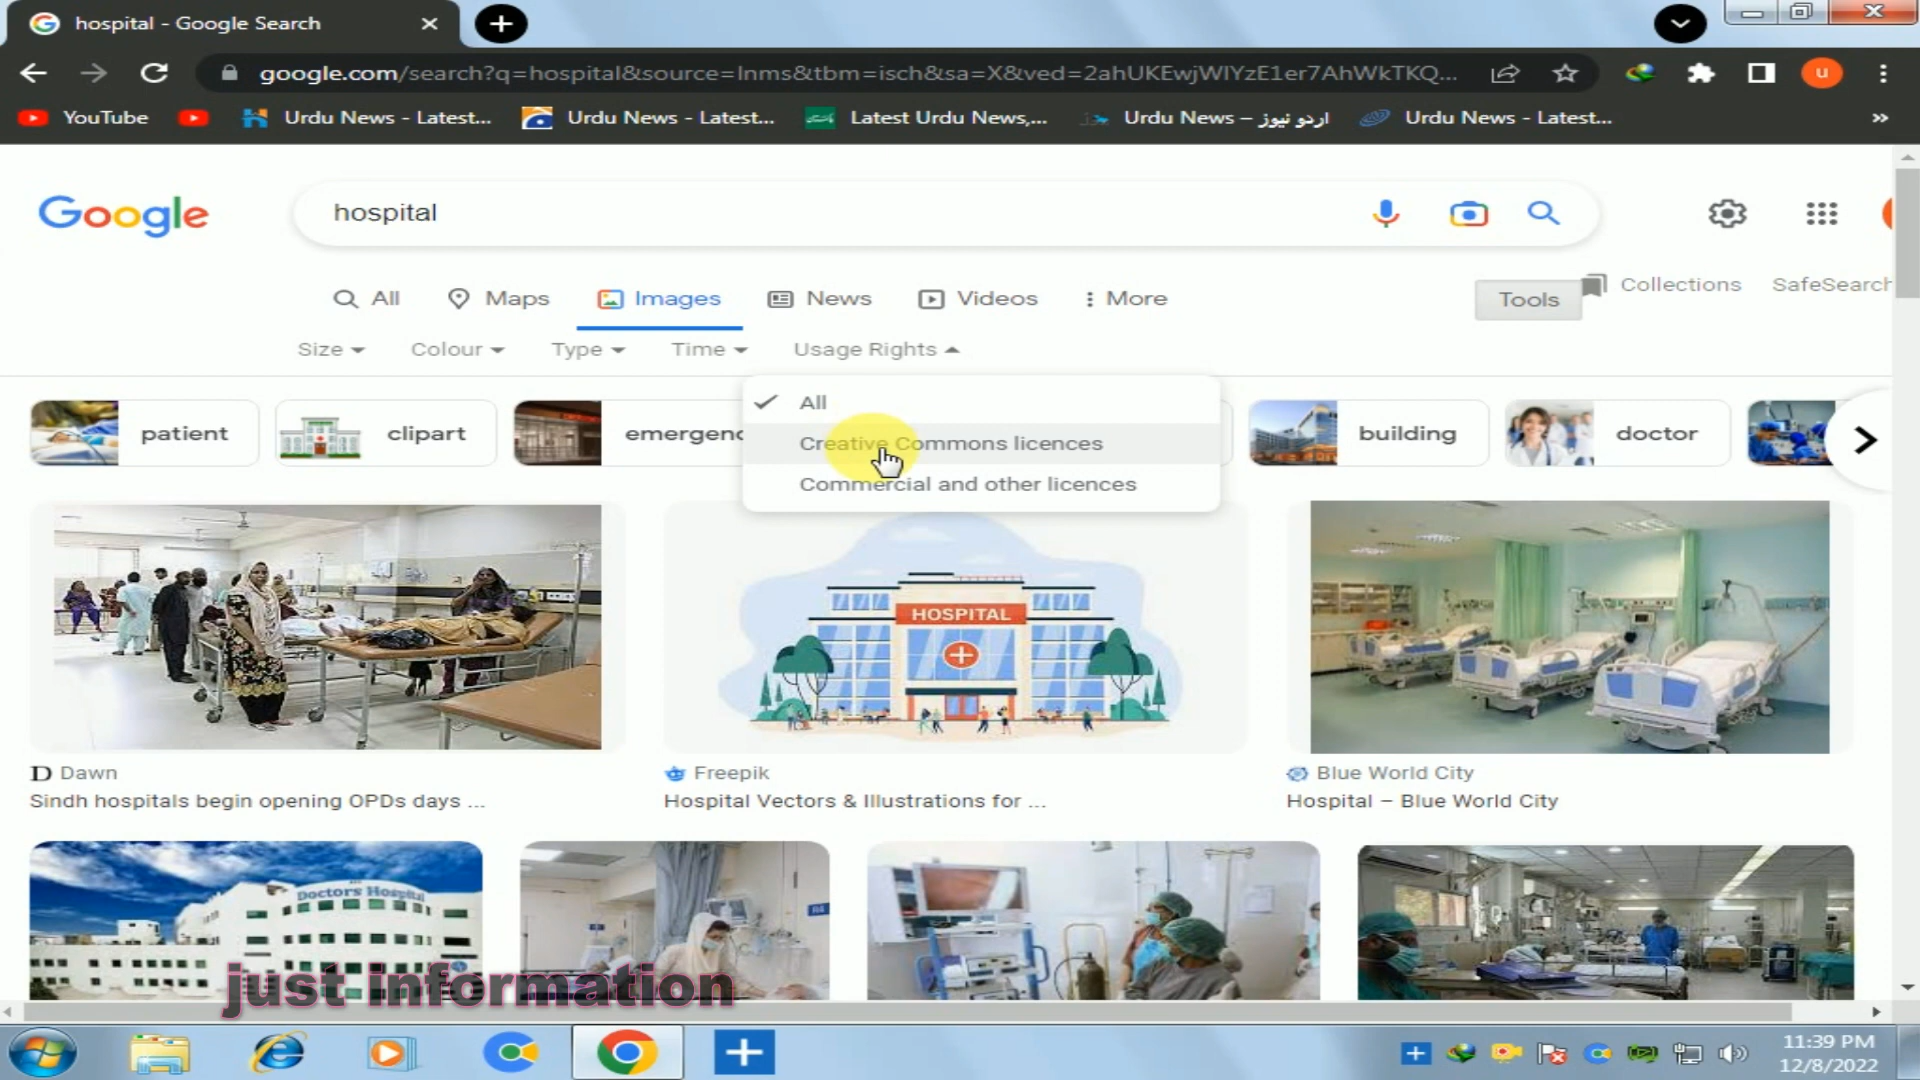 hospital - Google Search
google.com/search?q=hospital&source=lnms&tbm=isch&sa=X&ved=2ahUKEwjWIYzE1er7AhWkTKQ...
u
YouTube
Urdu News - Latest...
Urdu News - Latest...
Latest Urdu News,...
Urdu News – اردو نیوز
Urdu News - Latest...
»
Google
hospital
All
Maps
Images
News
Videos
More
Tools
Collections
SafeSearch
Size
Colour
Type
Time
Usage Rights
All
Creative Commons licences
Commercial and other licences
patient
clipart
emergenc
building
doctor
HOSPITAL
D Dawn
Sindh hospitals begin opening OPDs days ...
Freepik
Hospital Vectors & Illustrations for ...
Blue World City
Hospital – Blue World City
Doctors Hospital
just information
11:39 PM
12/8/2022